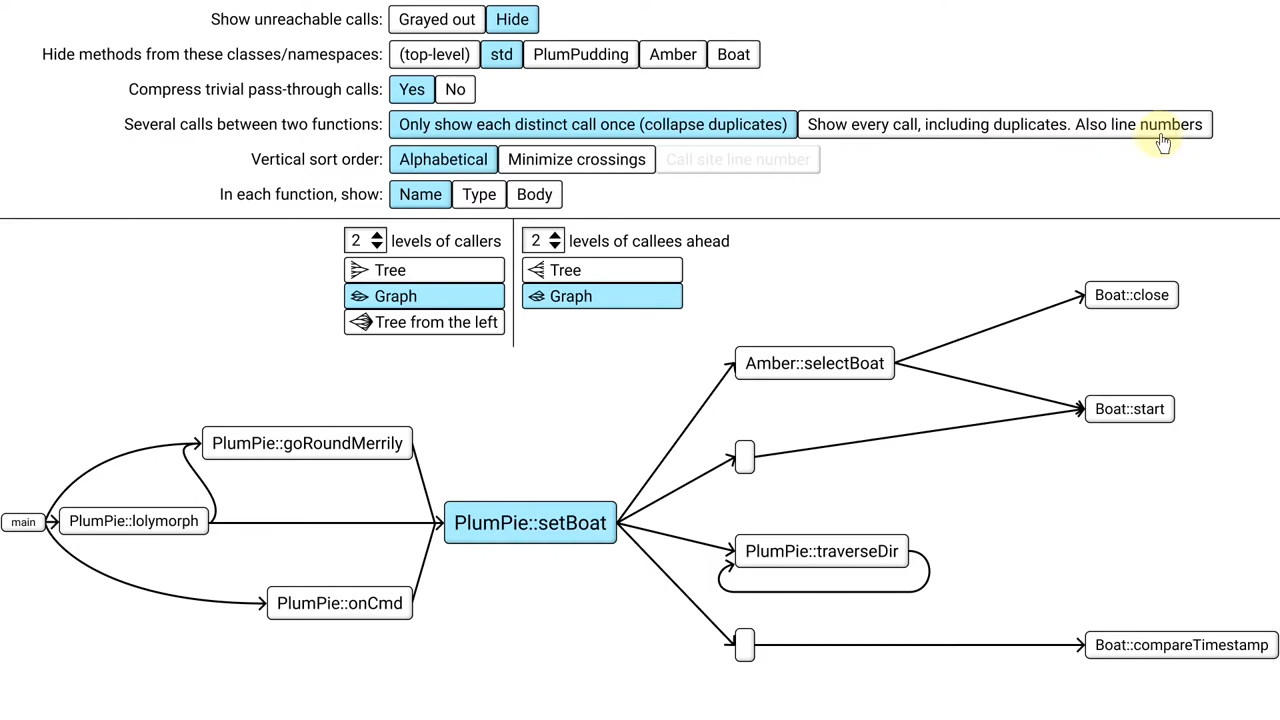 Show unreachable calls: Grayed out Hide
Hide methods from these classes/namespaces: (top-level) std PlumPudding Amber Boat
Compress trivial pass-through calls: Yes No
Several calls between two functions: Only show each distinct call once (collapse duplicates) Show every call, including duplicates. Also line numbers
Vertical sort order: Alphabetical Minimize crossings Call site line number
In each function, show: Name Type Body
2 levels of callers
Tree
Graph
Tree from the left
2 levels of callees ahead
Tree
Graph
Boat::close
Amber::selectBoat
Boat::start
PlumPie::goRoundMerrily
main
PlumPie::lolymorph
PlumPie::setBoat
PlumPie::traverseDir
PlumPie::onCmd
Boat::compareTimestamp